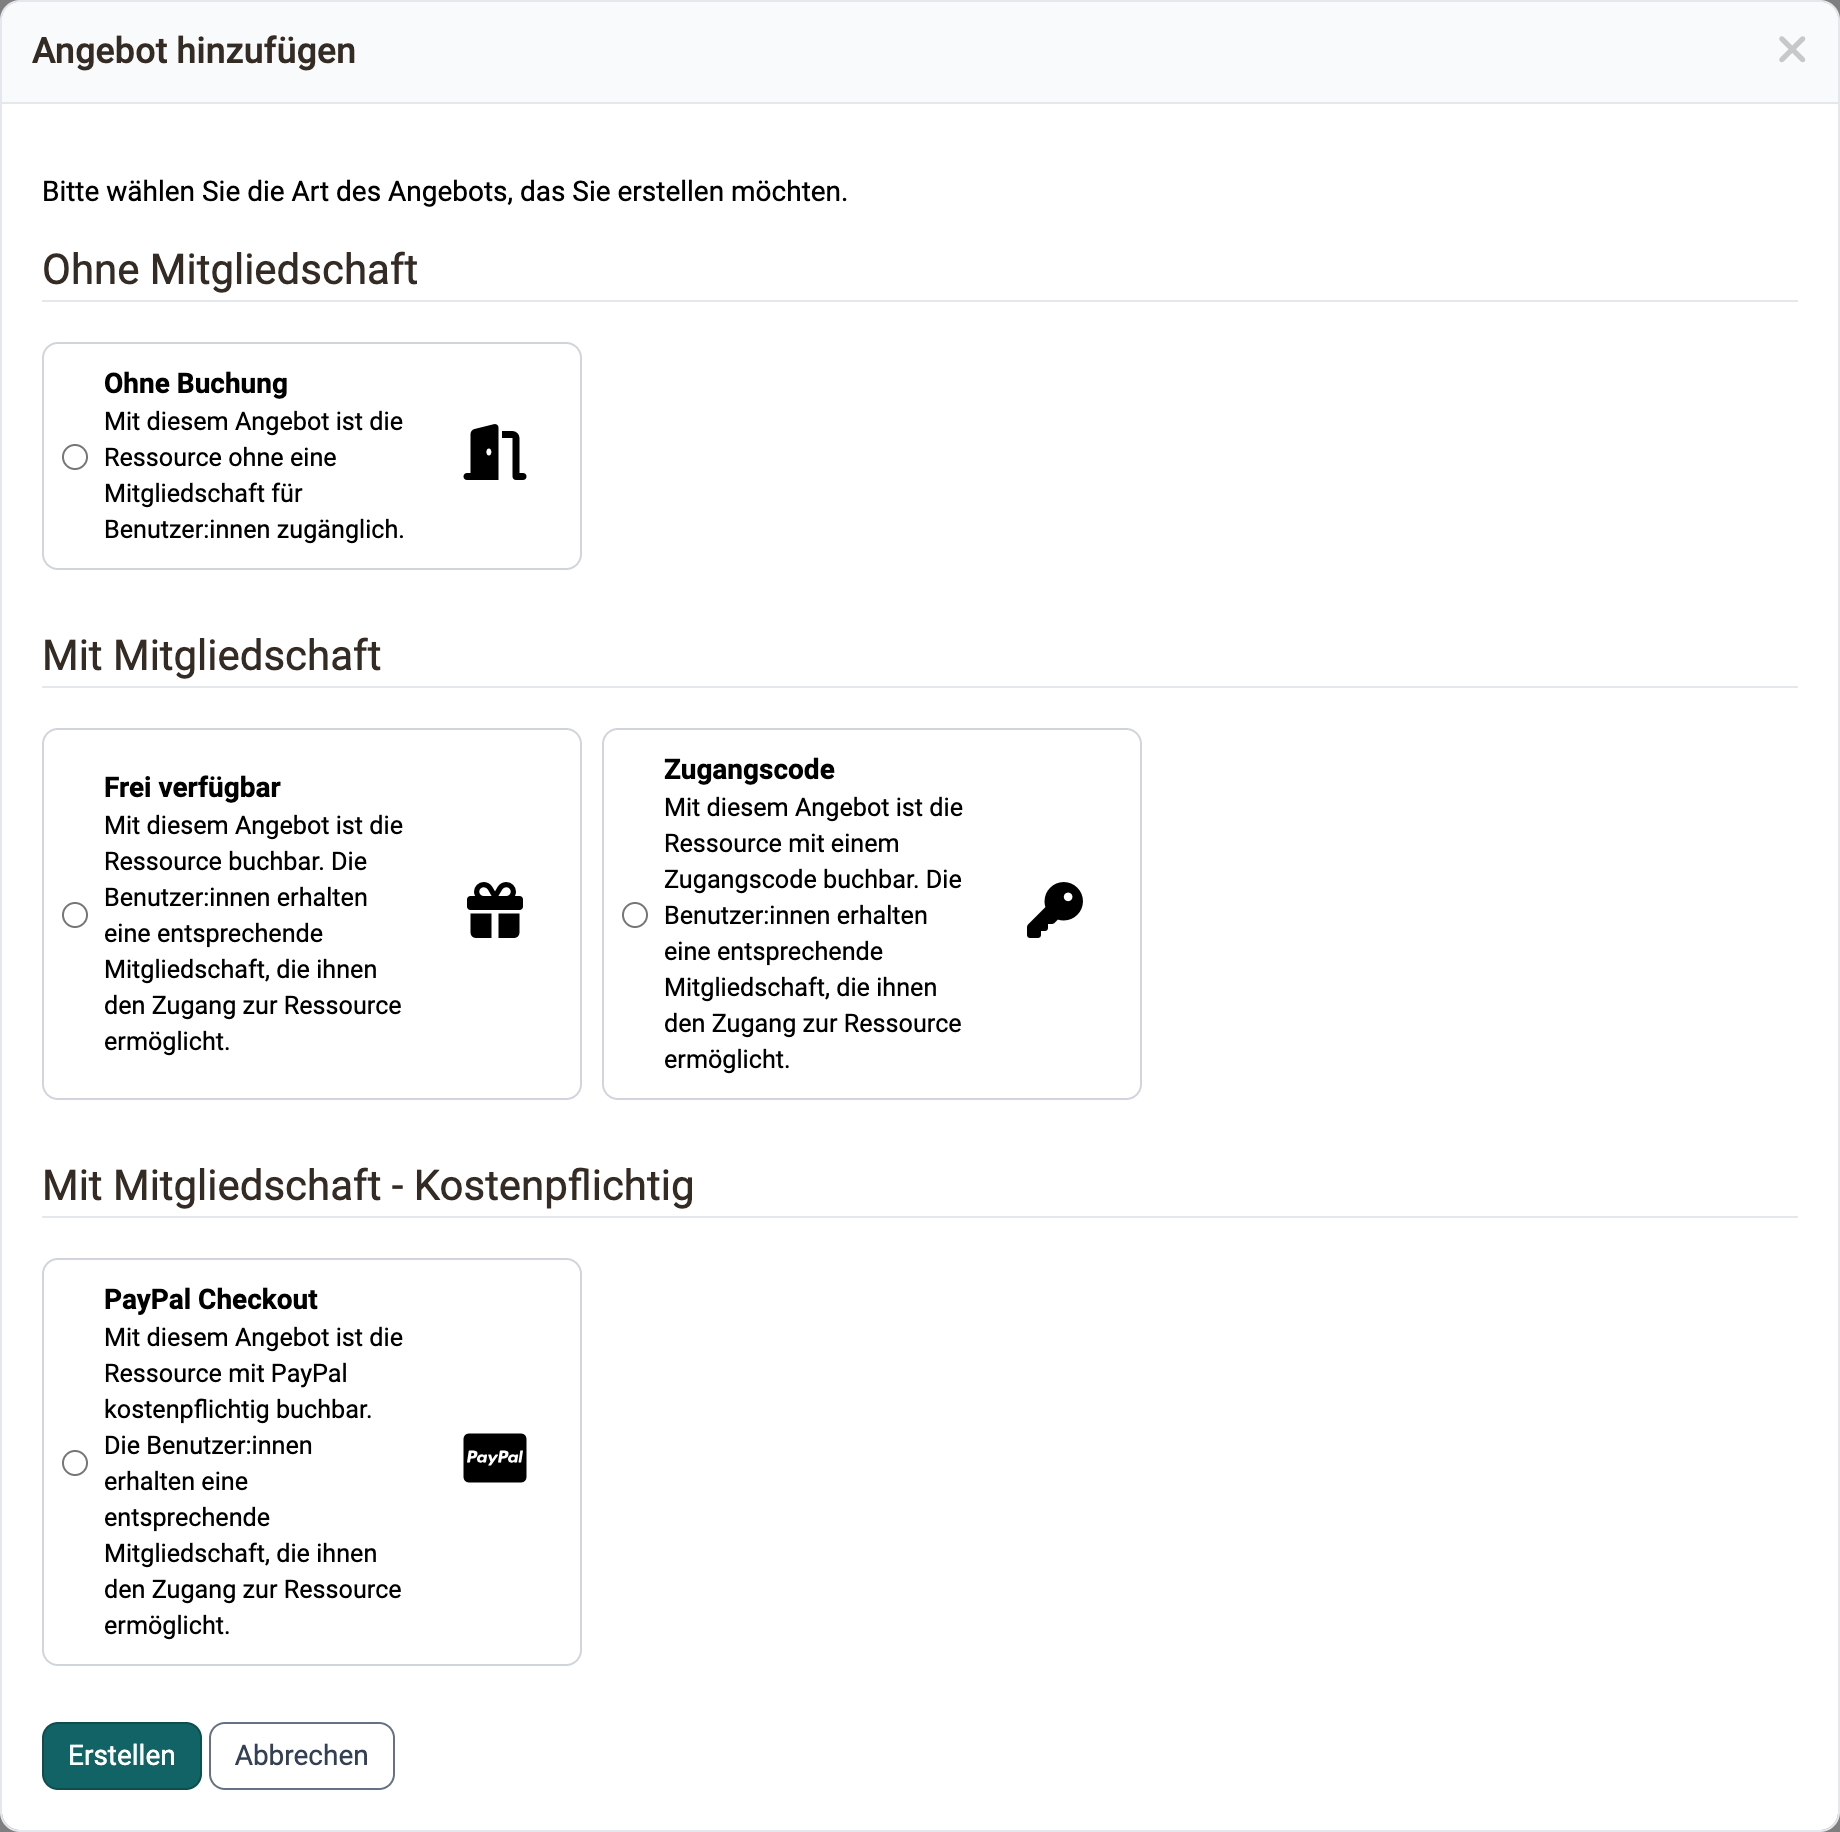 Angebot hinzufügen
Bitte wählen Sie die Art des Angebots, das Sie erstellen möchten.
Ohne Mitgliedschaft
Ohne Buchung
Mit diesem Angebot ist die
Ressource ohne eine
Mitgliedschaft für
Benutzer:innen zugänglich.
Mit Mitgliedschaft
Frei verfügbar
Mit diesem Angebot ist die
Ressource buchbar. Die
Benutzer:innen erhalten
eine entsprechende
Mitgliedschaft, die ihnen
den Zugang zur Ressource
ermöglicht.
Zugangscode
Mit diesem Angebot ist die
Ressource mit einem
Zugangscode buchbar. Die
Benutzer:innen erhalten
eine entsprechende
Mitgliedschaft, die ihnen
den Zugang zur Ressource
ermöglicht.
Mit Mitgliedschaft - Kostenpflichtig
PayPal Checkout
Mit diesem Angebot ist die
Ressource mit PayPal
kostenpflichtig buchbar.
Die Benutzer:innen
erhalten eine
entsprechende
Mitgliedschaft, die ihnen
den Zugang zur Ressource
ermöglicht.
PayPal
Erstellen
Abbrechen